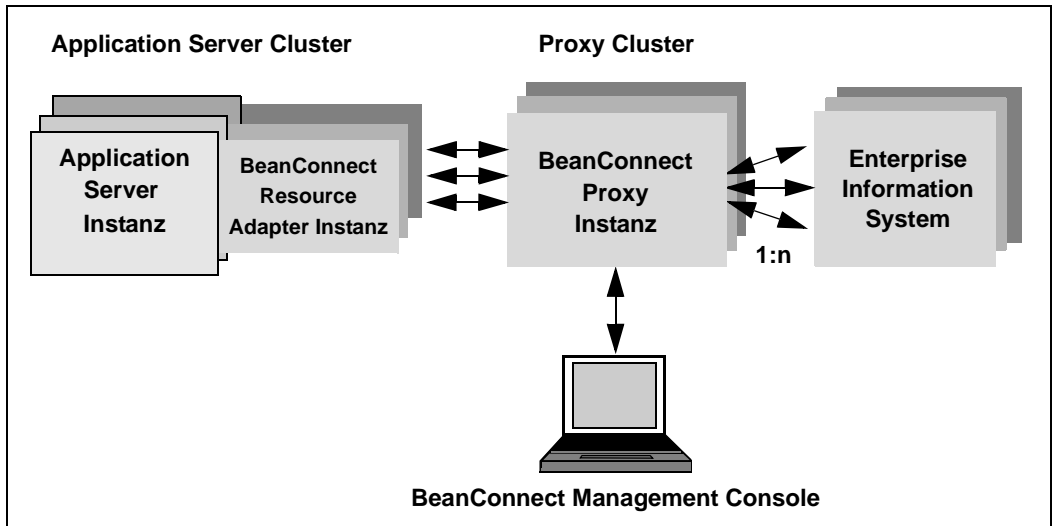 Application Server Cluster
Proxy Cluster
Application
Server
Instanz
BeanConnect
Resource
Adapter Instanz
BeanConnect
Proxy
Instanz
Enterprise
Information
System
1:n
BeanConnect Management Console